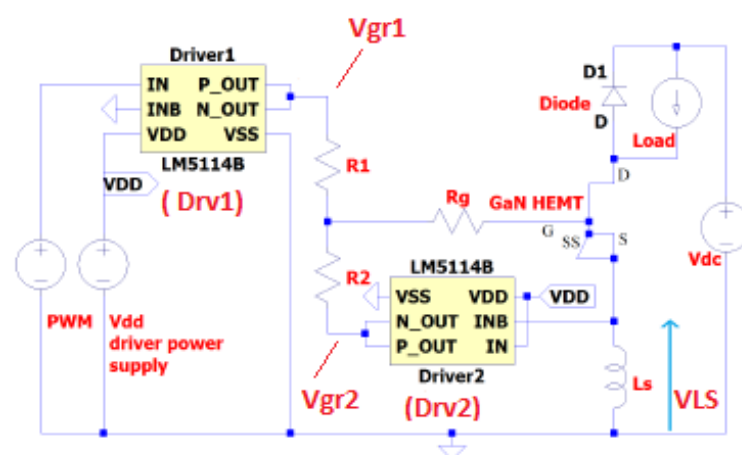 Vgr1
Driver1
IN P_OUT
INB N_OUT
VDD VSS
LM5114B
VDD
( Drv1)
R1
D1
Diode
D
Load
D
Rg
GaN HEMT
G
SS
S
Vdc
R2
LM5114B
VSS VDD
N_OUT INB
P_OUT IN
VDD
Driver2
(Drv2)
PWM
Vdd
driver power
supply
Vgr2
Ls
VLS
+
−
+
−
+
−